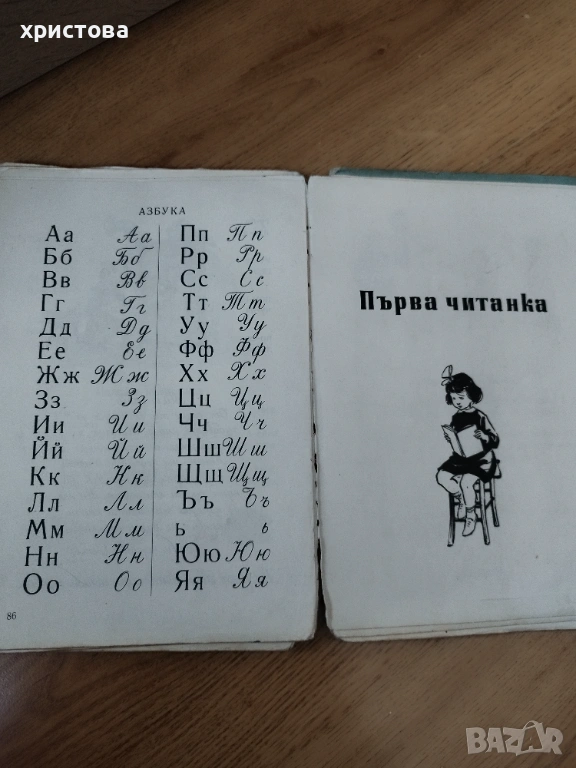 христова
АЗБУКА
Аа Аа
Бб Бб
Вв Вв
Гг Гг
Дд Дд
Ее Ее
Жж Жж
Зз Зз
Ии Ии
Йй Йй
Кк Кк
Лл Лл
Мм Мм
Нн Нн
Оо Оо
86
Пп Пп
Рр Рр
Сс Сс
Тт Тт
Уу Уу
Фф Фф
Хх Хх
Цц Цц
Чч Чч
Шш Шш
Щщ Щщ
Ъъ Ъъ
ь ь
Юю Юю
Яя Яя
Първа читанка
BAZAR